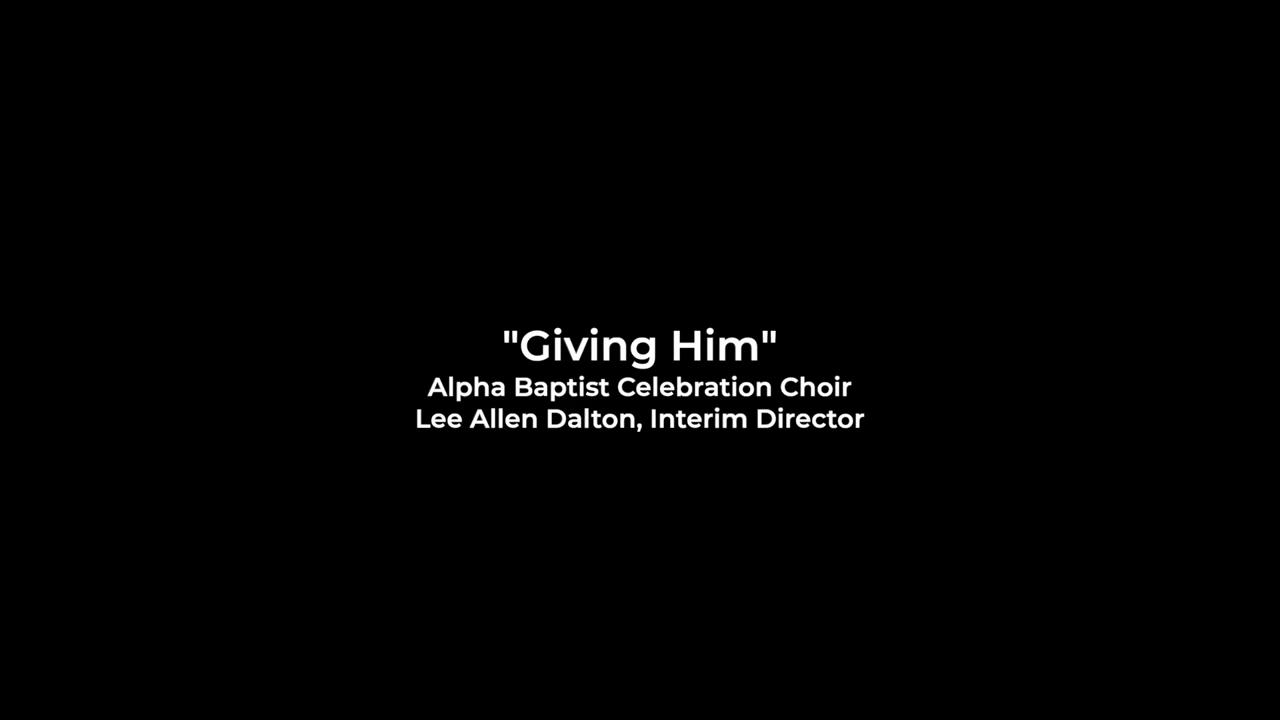 "Giving Him"
Alpha Baptist Celebration Choir
Lee Allen Dalton, Interim Director